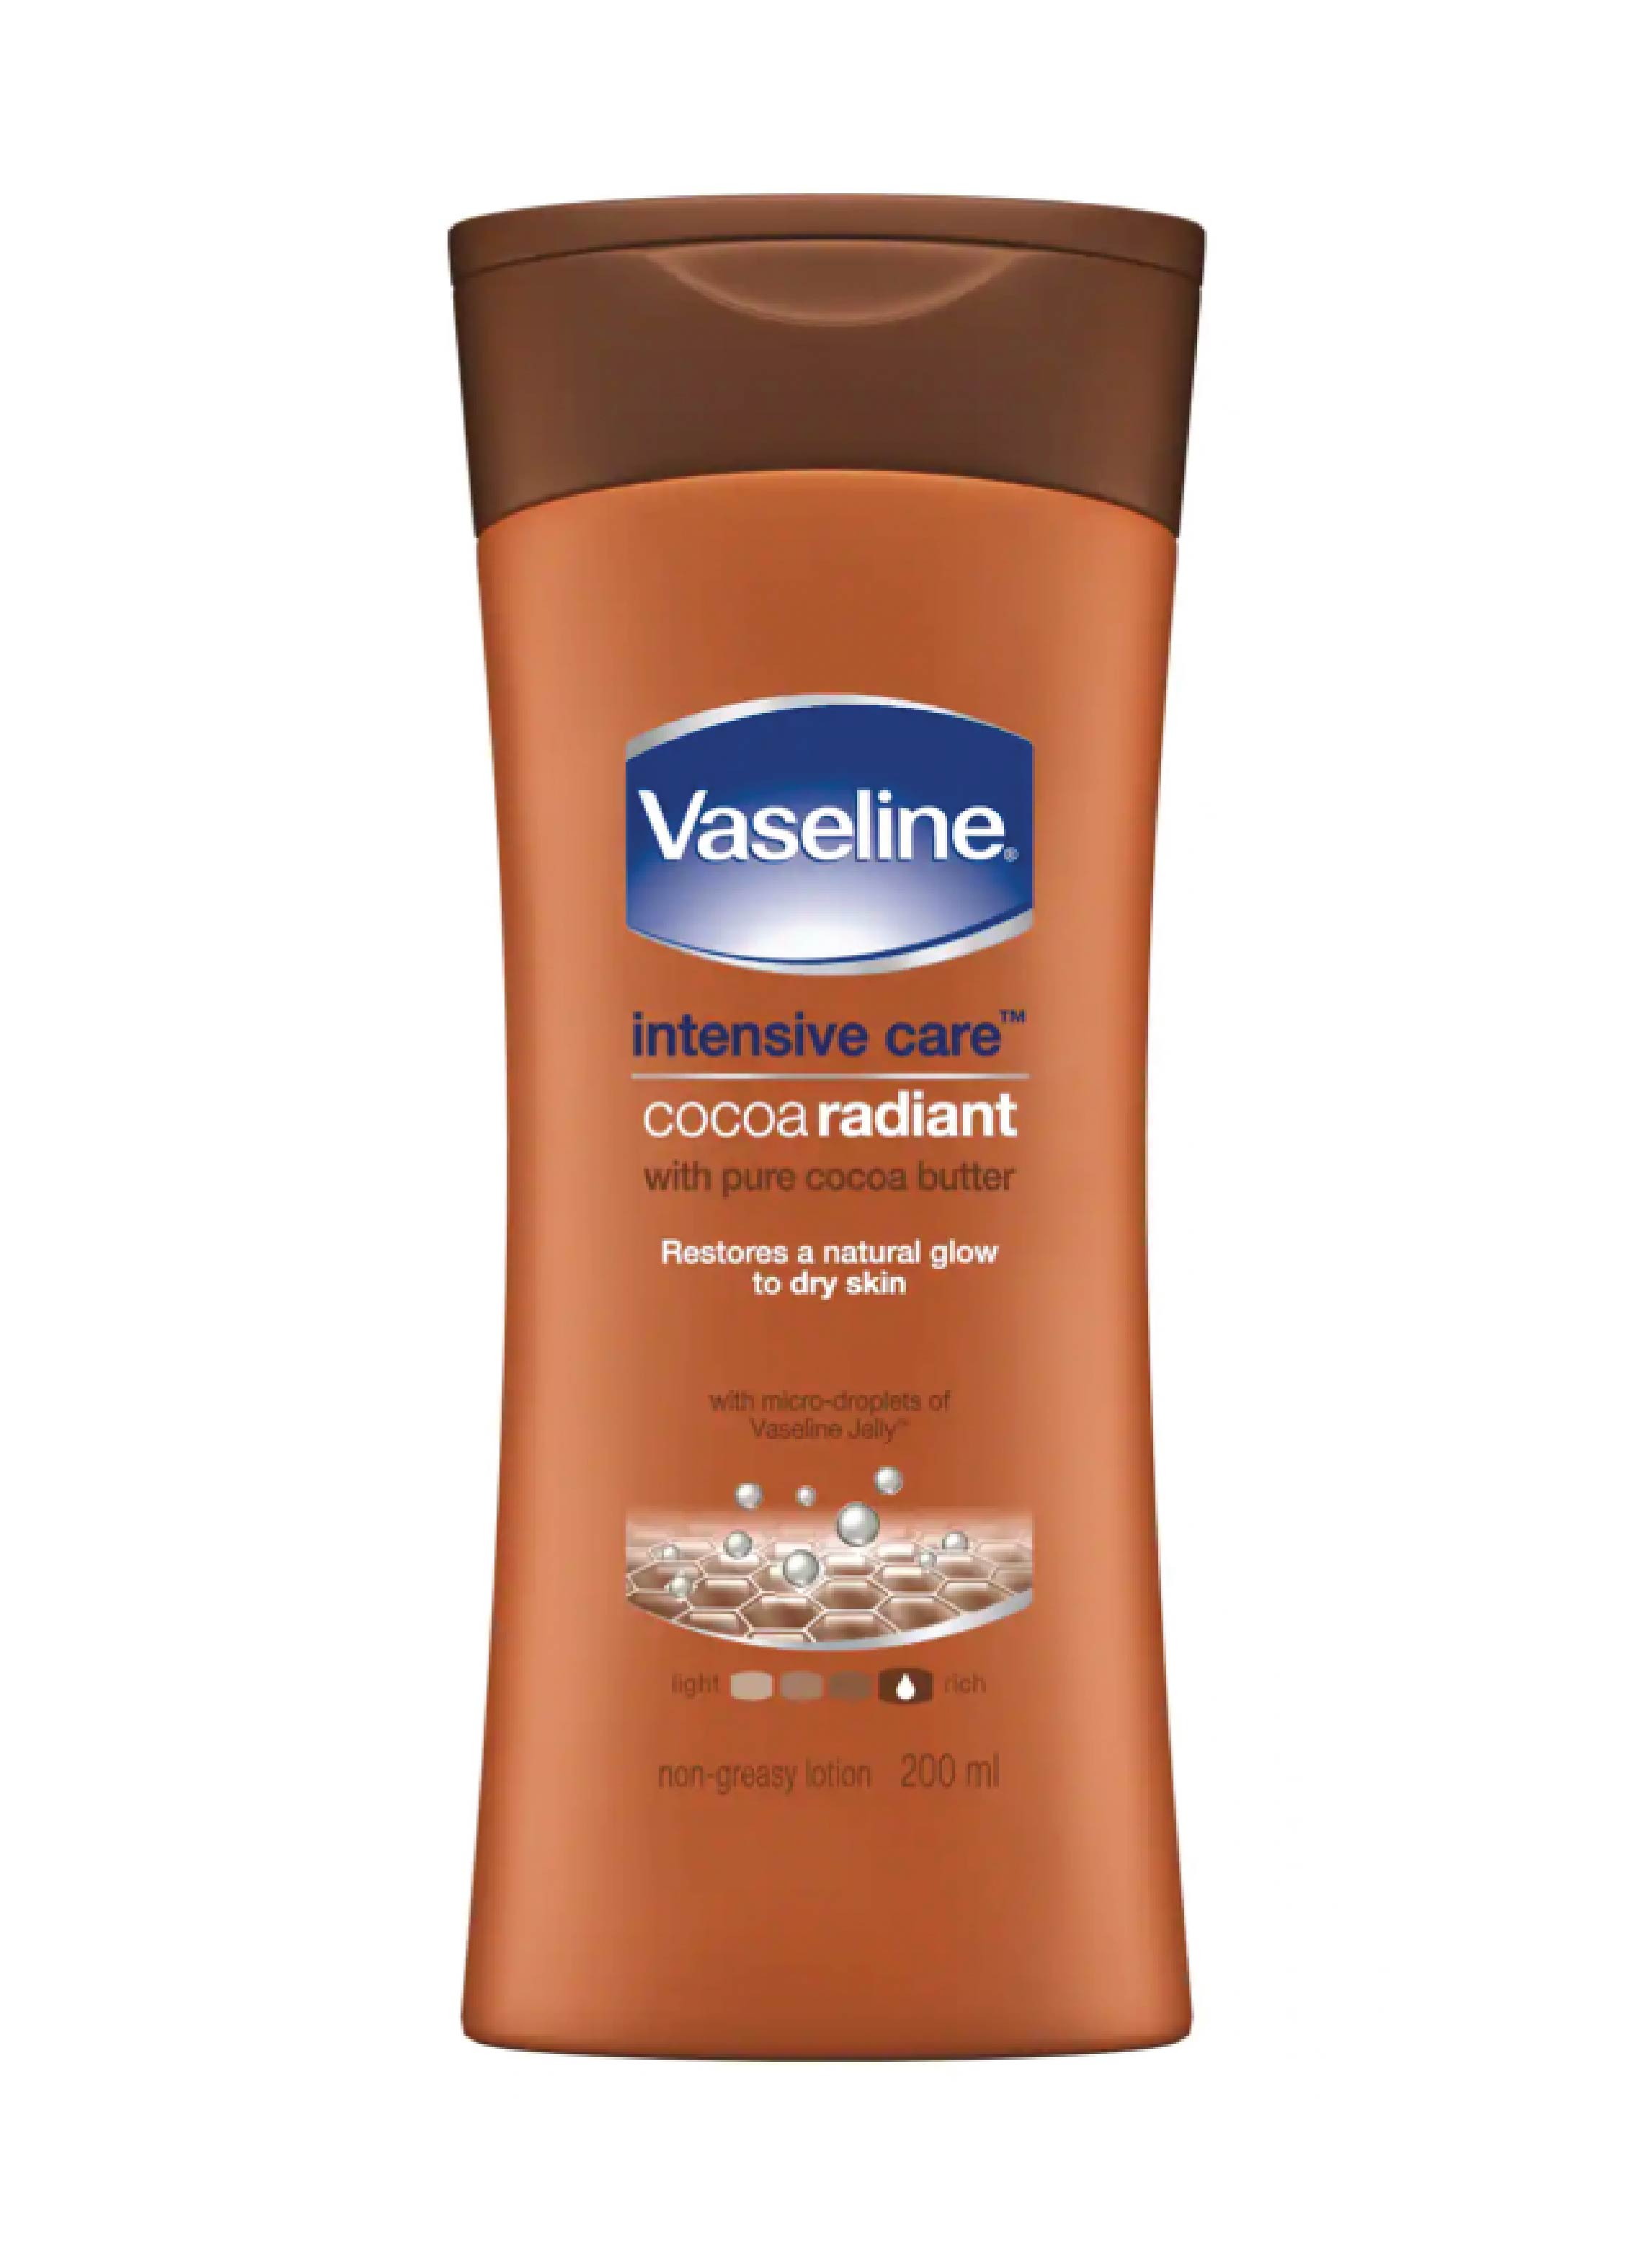 Vaseline®
intensive care™
cocoa radiant
with pure cocoa butter
Restores a natural glow
to dry skin
with micro-droplets of
Vaseline Jelly™
light rich
non-greasy lotion 200 ml